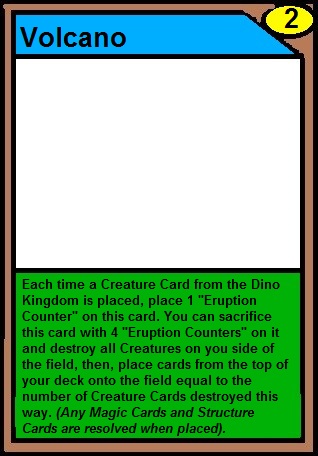 Volcano
2
Each time a Creature Card from the Dino
Kingdom is placed, place 1 "Eruption
Counter" on this card. You can sacrifice
this card with 4 "Eruption Counters" on it
and destroy all Creatures on you side of
the field, then, place cards from the top of
your deck onto the field equal to the
number of Creature Cards destroyed this
way. (Any Magic Cards and Structure
Cards are resolved when placed).